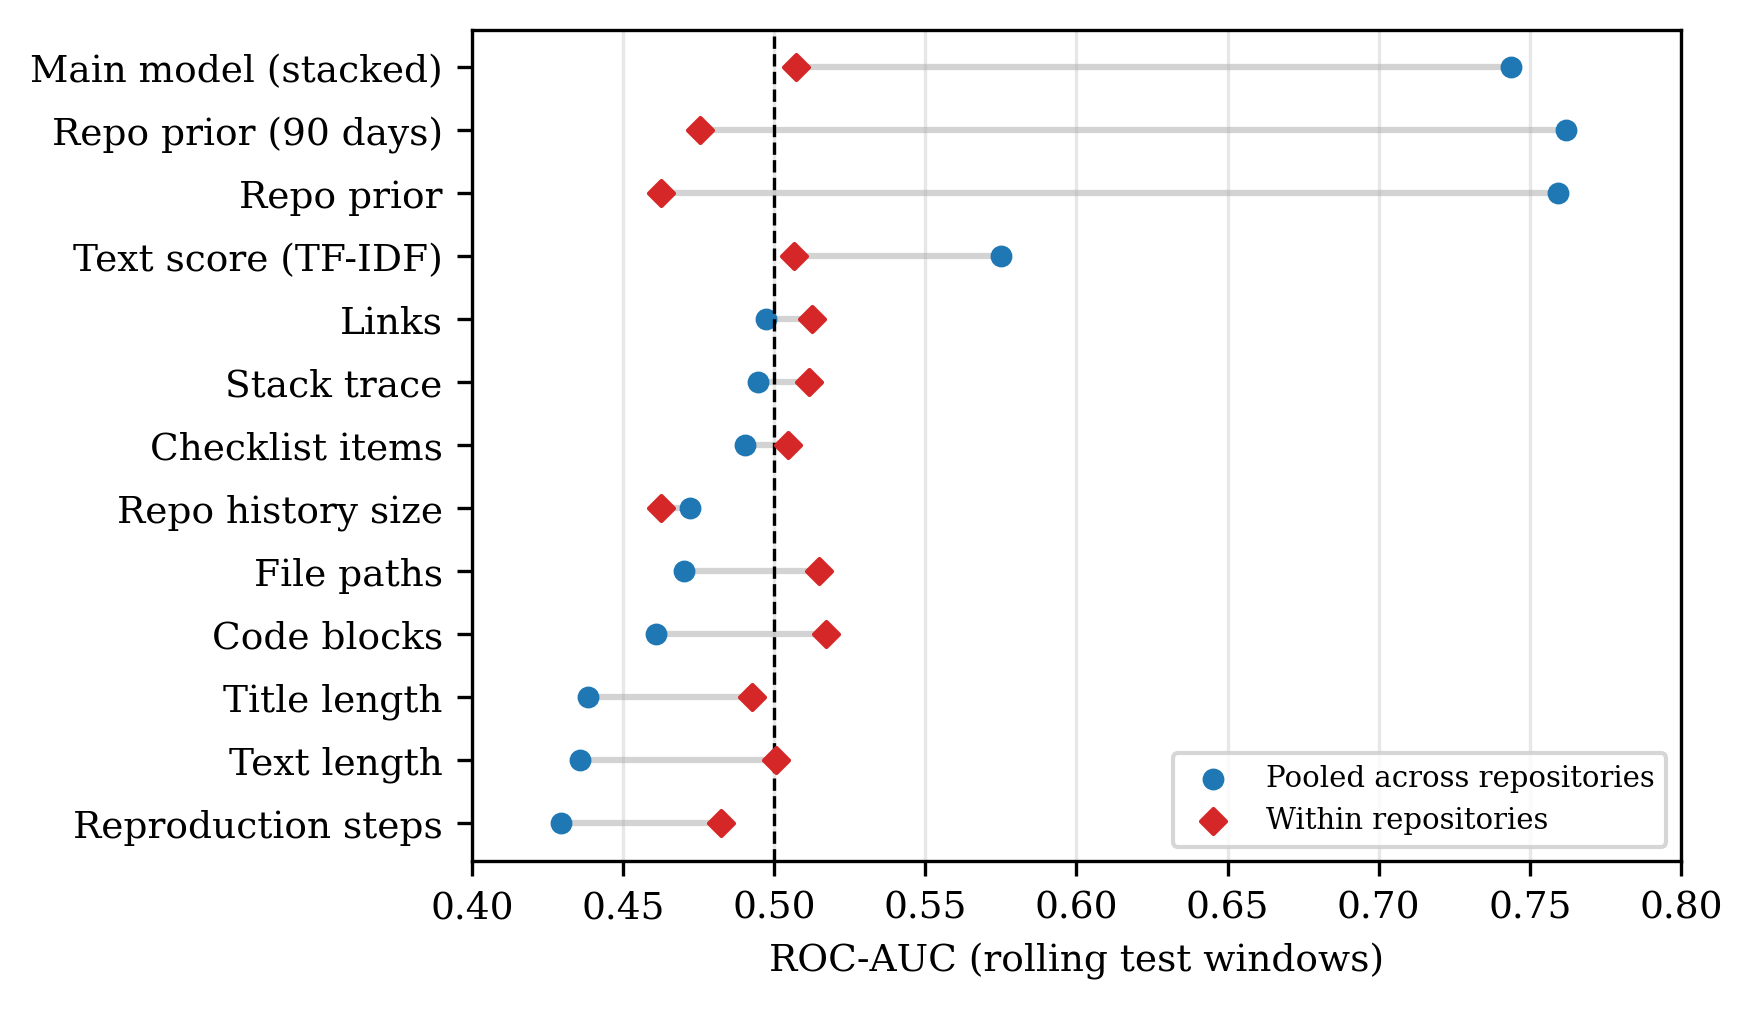 Main model (stacked)
Repo prior (90 days)
Repo prior
Text score (TF-IDF)
Links
Stack trace
Checklist items
Repo history size
File paths
Code blocks
Title length
Text length
Reproduction steps
Pooled across repositories
Within repositories
0.40 0.45 0.50 0.55 0.60 0.65 0.70 0.75 0.80
ROC-AUC (rolling test windows)